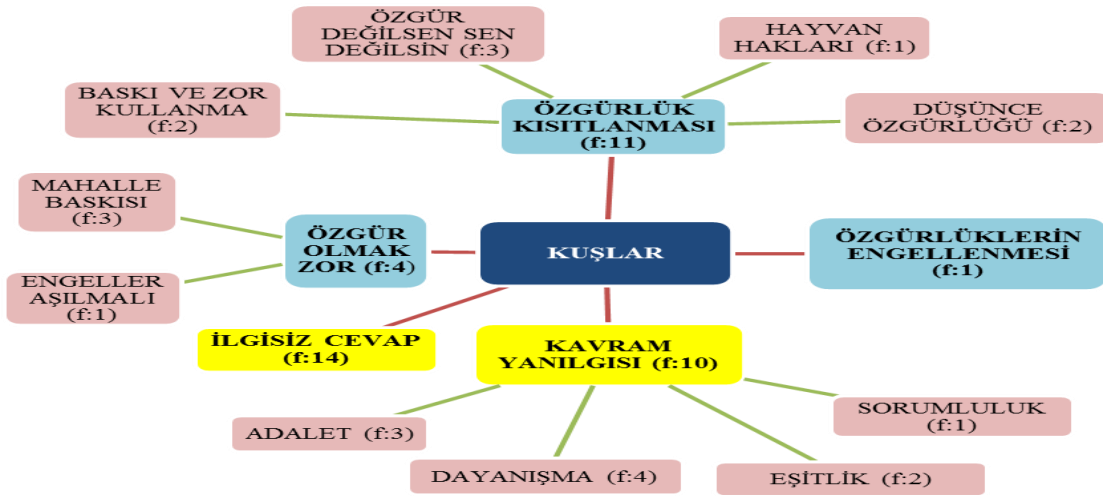 ÖZGÜR
DEĞİLSEN SEN
DEĞİLSİN (f:3)
HAYVAN
HAKLARI (f:1)
BASKI VE ZOR
KULLANMA
(f:2)
ÖZGÜRLÜK
KISITLANMASI
(f:11)
DÜŞÜNCE
ÖZGÜRLÜĞÜ (f:2)
MAHALLE
BASKISI
(f:3)
ÖZGÜR
OLMAK
ZOR (f:4)
KUŞLAR
ÖZGÜRLÜKLERİN
ENGELLENMESİ
(f:1)
ENGELLER
AŞILMALI
(f:1)
İLGİSİZ CEVAP
(f:14)
KAVRAM
YANILGISI (f:10)
ADALET (f:3)
DAYANIŞMA (f:4)
EŞİTLİK (f:2)
SORUMLULUK
(f:1)